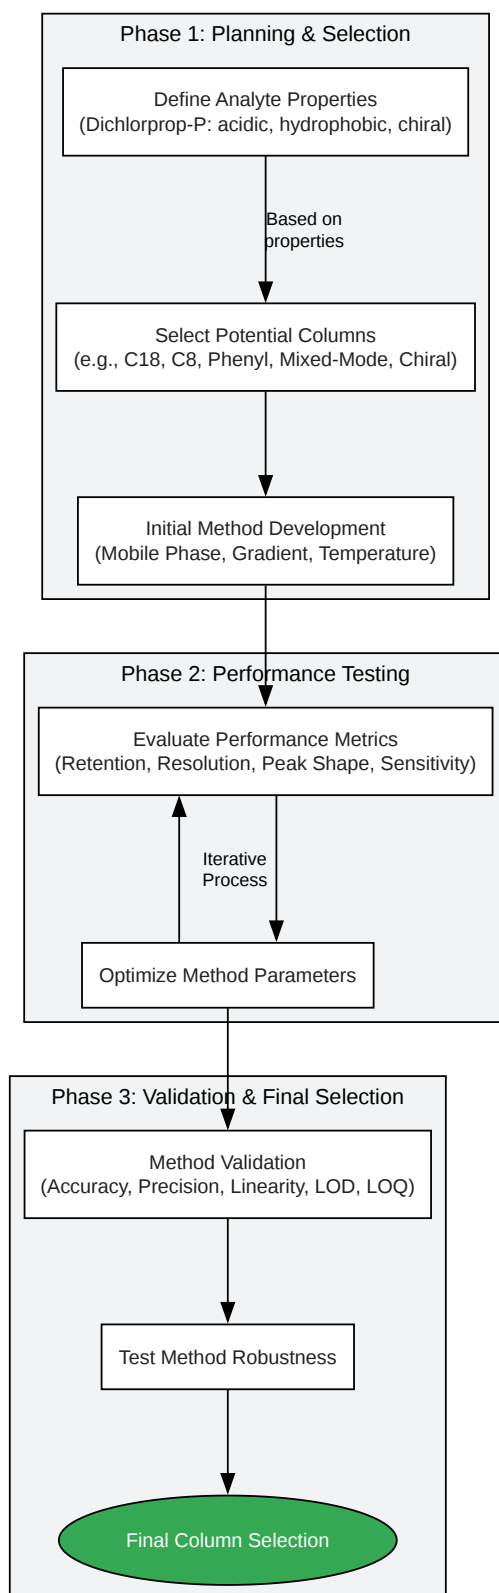 Phase 1: Planning & Selection
Define Analyte Properties
(Dichlorprop-P: acidic, hydrophobic, chiral)
Based on
properties
Select Potential Columns
(e.g., C18, C8, Phenyl, Mixed-Mode, Chiral)
Initial Method Development
(Mobile Phase, Gradient, Temperature)
Phase 2: Performance Testing
Evaluate Performance Metrics
(Retention, Resolution, Peak Shape, Sensitivity)
Iterative
Process
Optimize Method Parameters
Phase 3: Validation & Final Selection
Method Validation
(Accuracy, Precision, Linearity, LOD, LOQ)
Test Method Robustness
Final Column Selection